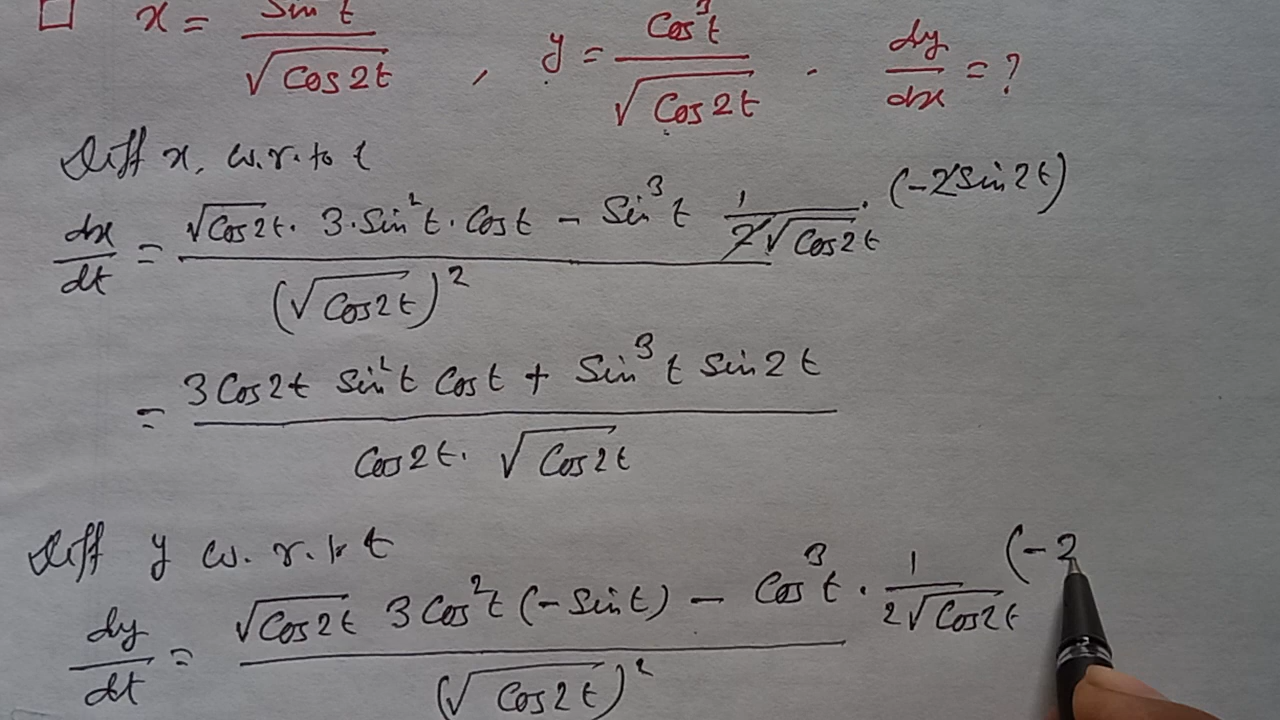 x = sin t / √Cos2t , y = Cos³t / √Cos2t . dy/dx = ?
Diff x, w.r.to t
dx/dt = √Cos2t · 3·Sin²t·Cost − Sin³t 1/2√Cos2t · (−2Sin2t) / (√Cos2t)²
= 3Cos2t Sin²t Cost + Sin³t Sin2t / Cos2t · √Cos2t
Diff y w.r.to t
dy/dt = √Cos2t 3Cos²t (−Sint) − Cos³t · 1/2√Cos2t (−2 / (√Cos2t)²